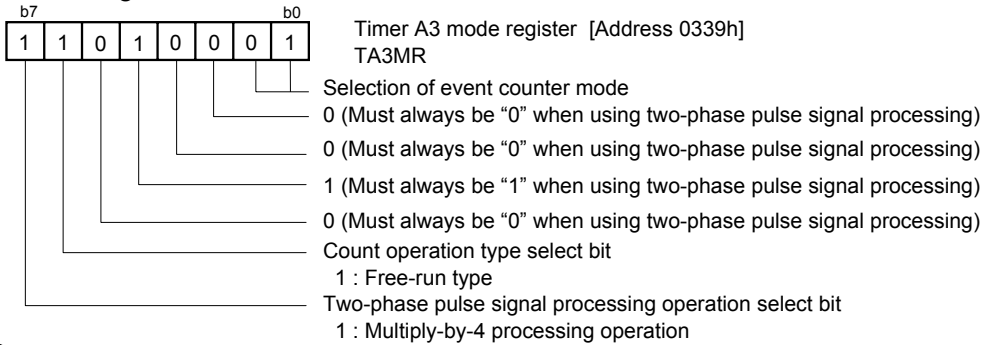 b7 b0
1 1 0 1 0 0 0 1
Timer A3 mode register [Address 0339h]
TA3MR
Selection of event counter mode
0 (Must always be “0” when using two-phase pulse signal processing)
0 (Must always be “0” when using two-phase pulse signal processing)
1 (Must always be “1” when using two-phase pulse signal processing)
0 (Must always be “0” when using two-phase pulse signal processing)
Count operation type select bit
1 : Free-run type
Two-phase pulse signal processing operation select bit
1 : Multiply-by-4 processing operation